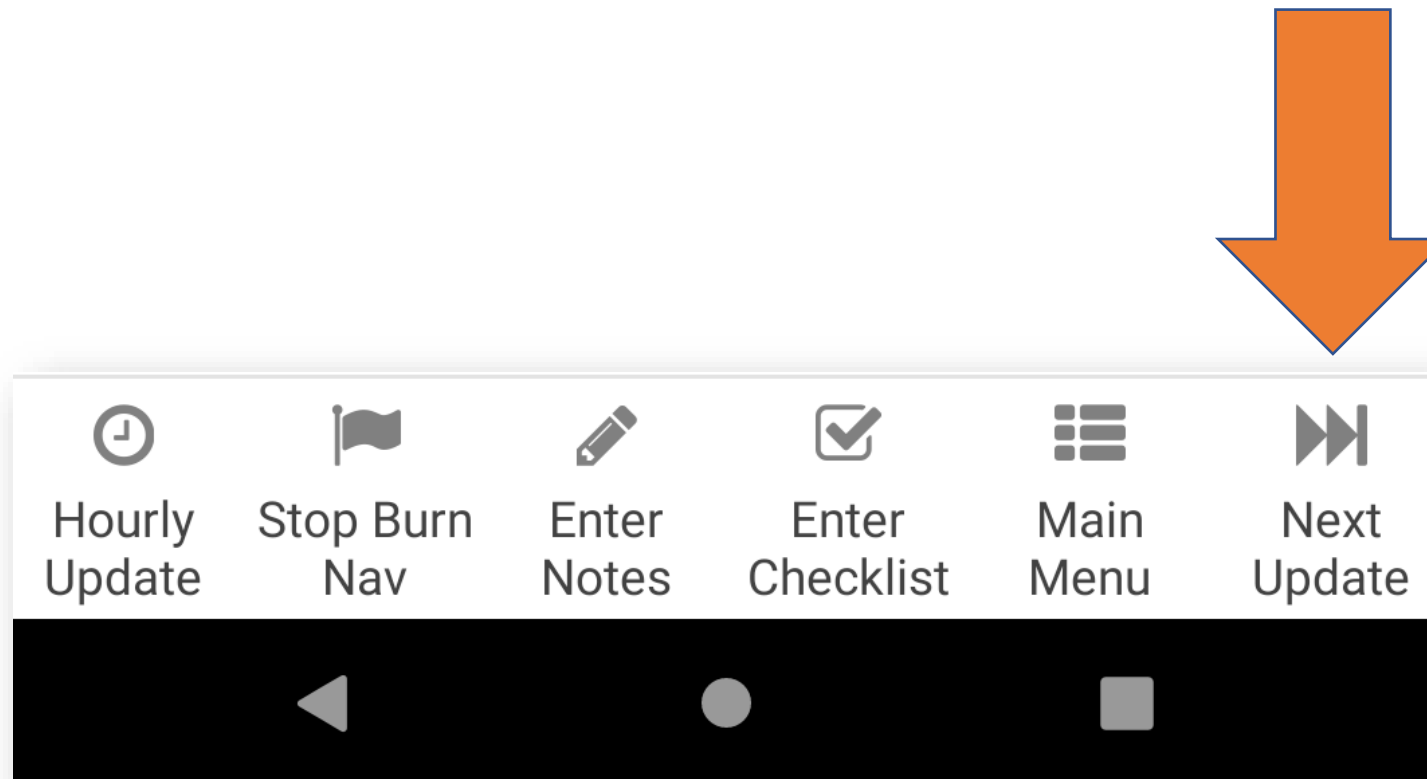 Hourly
Update
Stop Burn
Nav
Enter
Notes
Enter
Checklist
Main
Menu
Next
Update